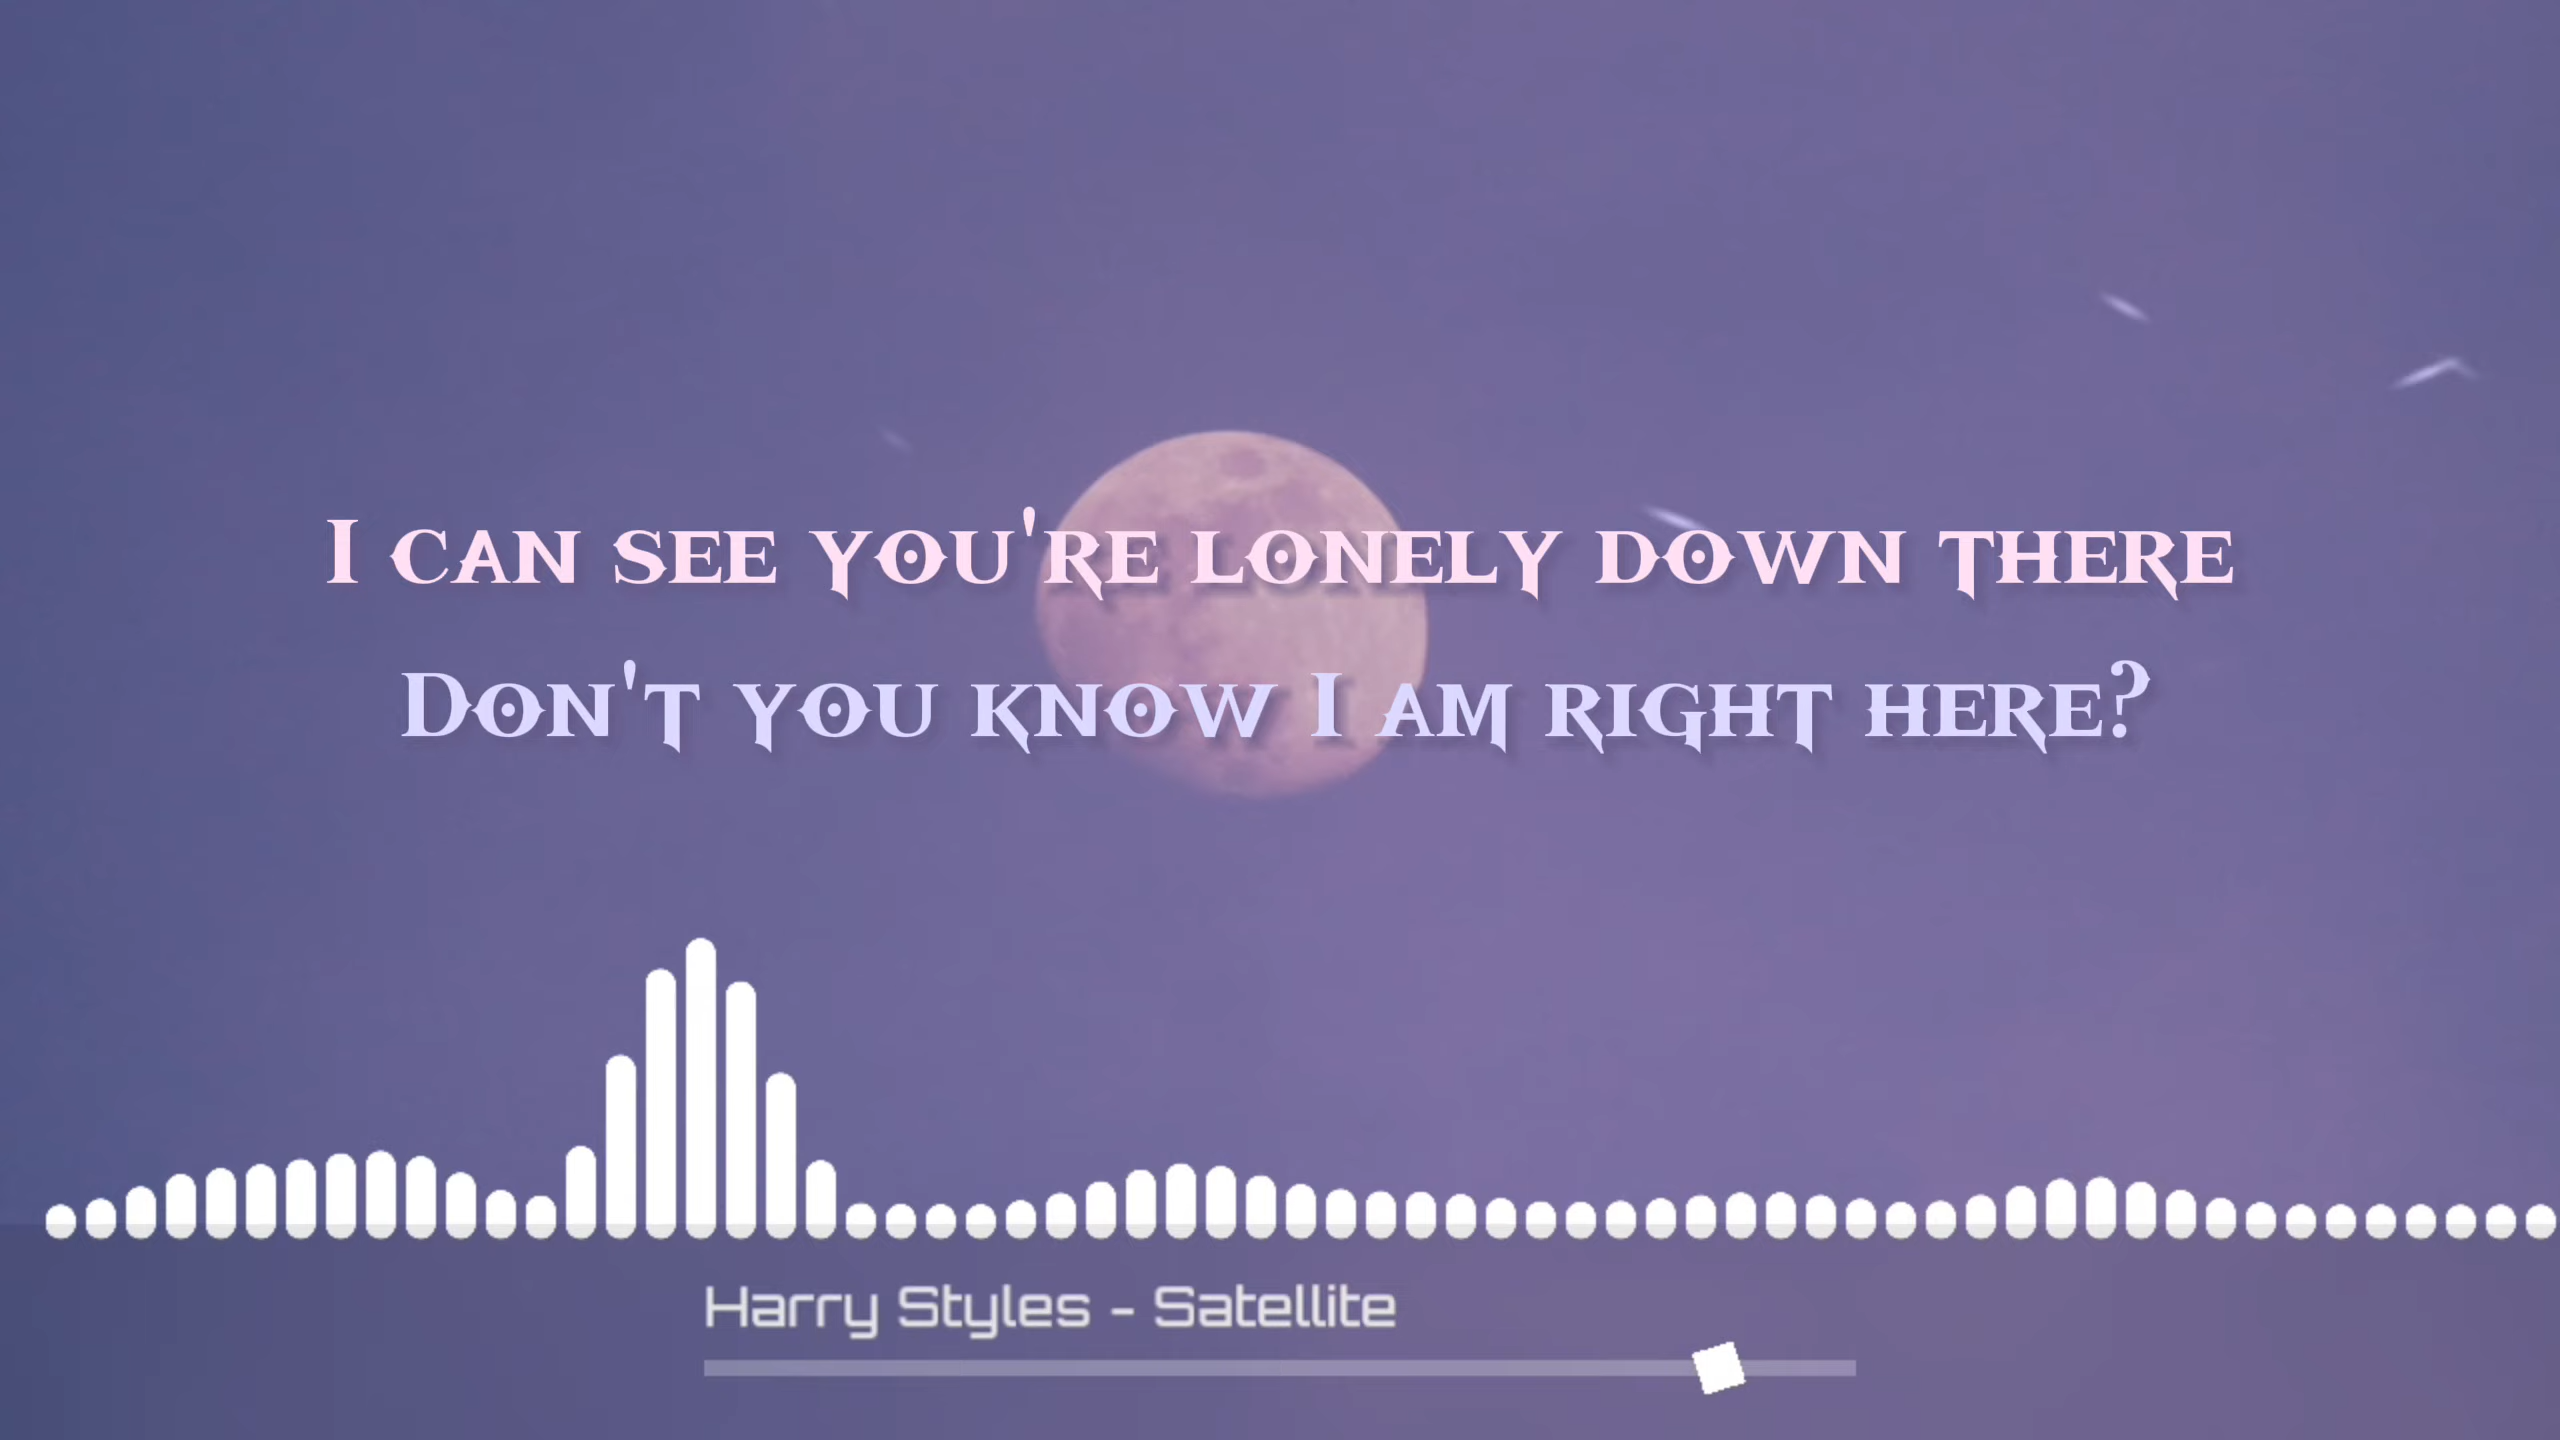 I can see you're lonely down there
Don't you know I am right here?
Harry Styles - Satellite